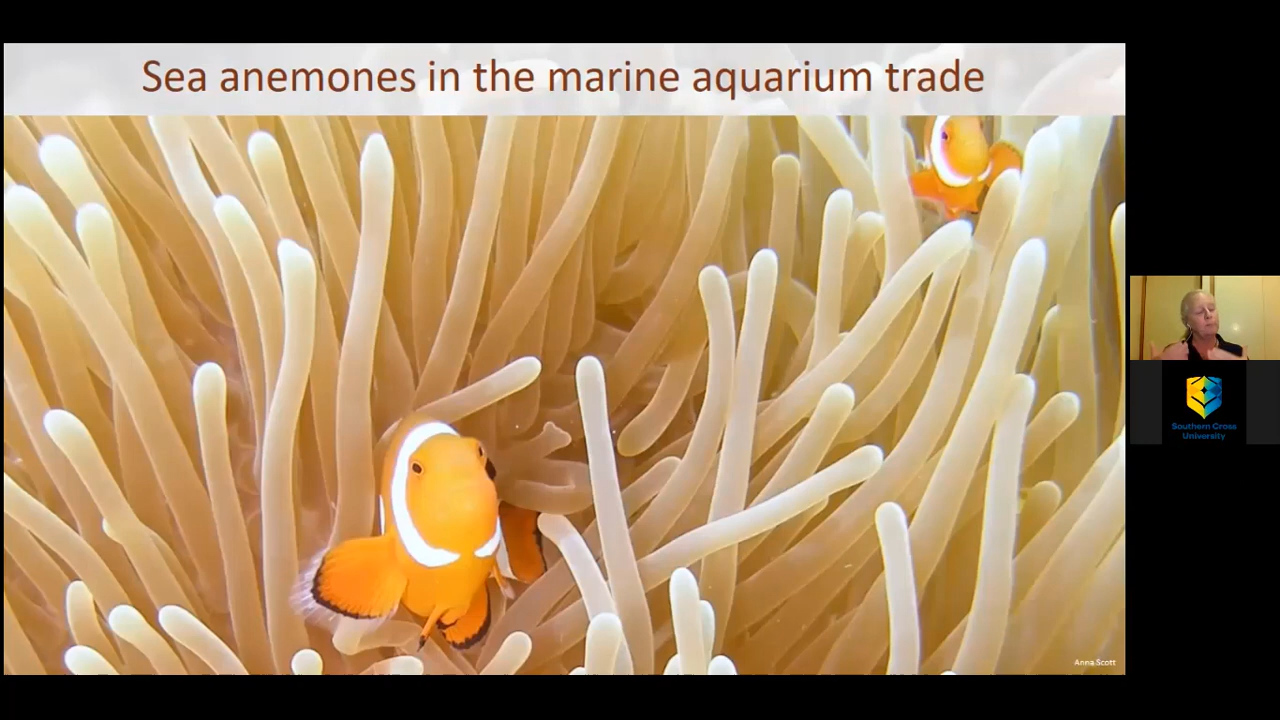 Sea anemones in the marine aquarium trade
Southern Cross
University
Anna Scott